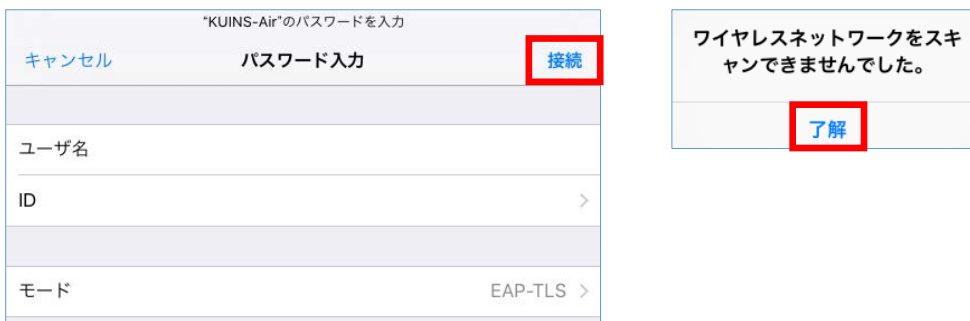 “KUINS-Air”のパスワードを入力
キャンセル
パスワード入力
接続
ユーザ名
ID
モード
EAP-TLS
ワイヤレスネットワークをスキ
ャンできませんでした。
了解